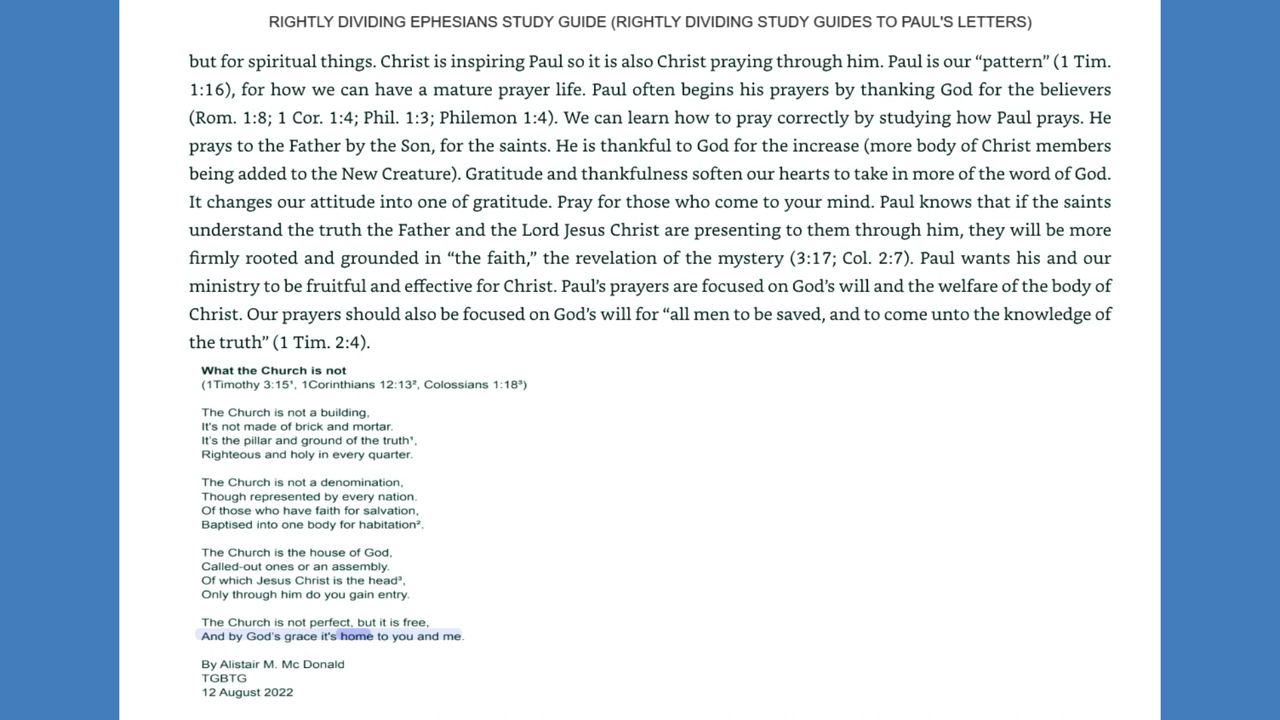 RIGHTLY DIVIDING EPHESIANS STUDY GUIDE (RIGHTLY DIVIDING STUDY GUIDES TO PAUL'S LETTERS)
but for spiritual things. Christ is inspiring Paul so it is also Christ praying through him. Paul is our “pattern” (1 Tim.
1:16), for how we can have a mature prayer life. Paul often begins his prayers by thanking God for the believers
(Rom. 1:8; 1 Cor. 1:4; Phil. 1:3; Philemon 1:4). We can learn how to pray correctly by studying how Paul prays. He
prays to the Father by the Son, for the saints. He is thankful to God for the increase (more body of Christ members
being added to the New Creature). Gratitude and thankfulness soften our hearts to take in more of the word of God.
It changes our attitude into one of gratitude. Pray for those who come to your mind. Paul knows that if the saints
understand the truth the Father and the Lord Jesus Christ are presenting to them through him, they will be more
firmly rooted and grounded in “the faith,” the revelation of the mystery (3:17; Col. 2:7). Paul wants his and our
ministry to be fruitful and effective for Christ. Paul’s prayers are focused on God’s will and the welfare of the body of
Christ. Our prayers should also be focused on God’s will for “all men to be saved, and to come unto the knowledge of
the truth” (1 Tim. 2:4).
What the Church is not
(1Timothy 3:15¹, 1Corinthians 12:13², Colossians 1:18³)
The Church is not a building,
It's not made of brick and mortar.
It's the pillar and ground of the truth¹,
Righteous and holy in every quarter.
The Church is not a denomination,
Though represented by every nation.
Of those who have faith for salvation,
Baptised into one body for habitation².
The Church is the house of God,
Called-out ones or an assembly.
Of which Jesus Christ is the head³,
Only through him do you gain entry.
The Church is not perfect, but it is free,
And by God's grace it's home to you and me.
By Alistair M. Mc Donald
TGBTG
12 August 2022